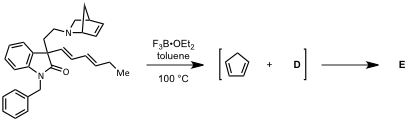 N
F₃B•OEt₂
toluene
100 °C
+ D
E
Me
N
O